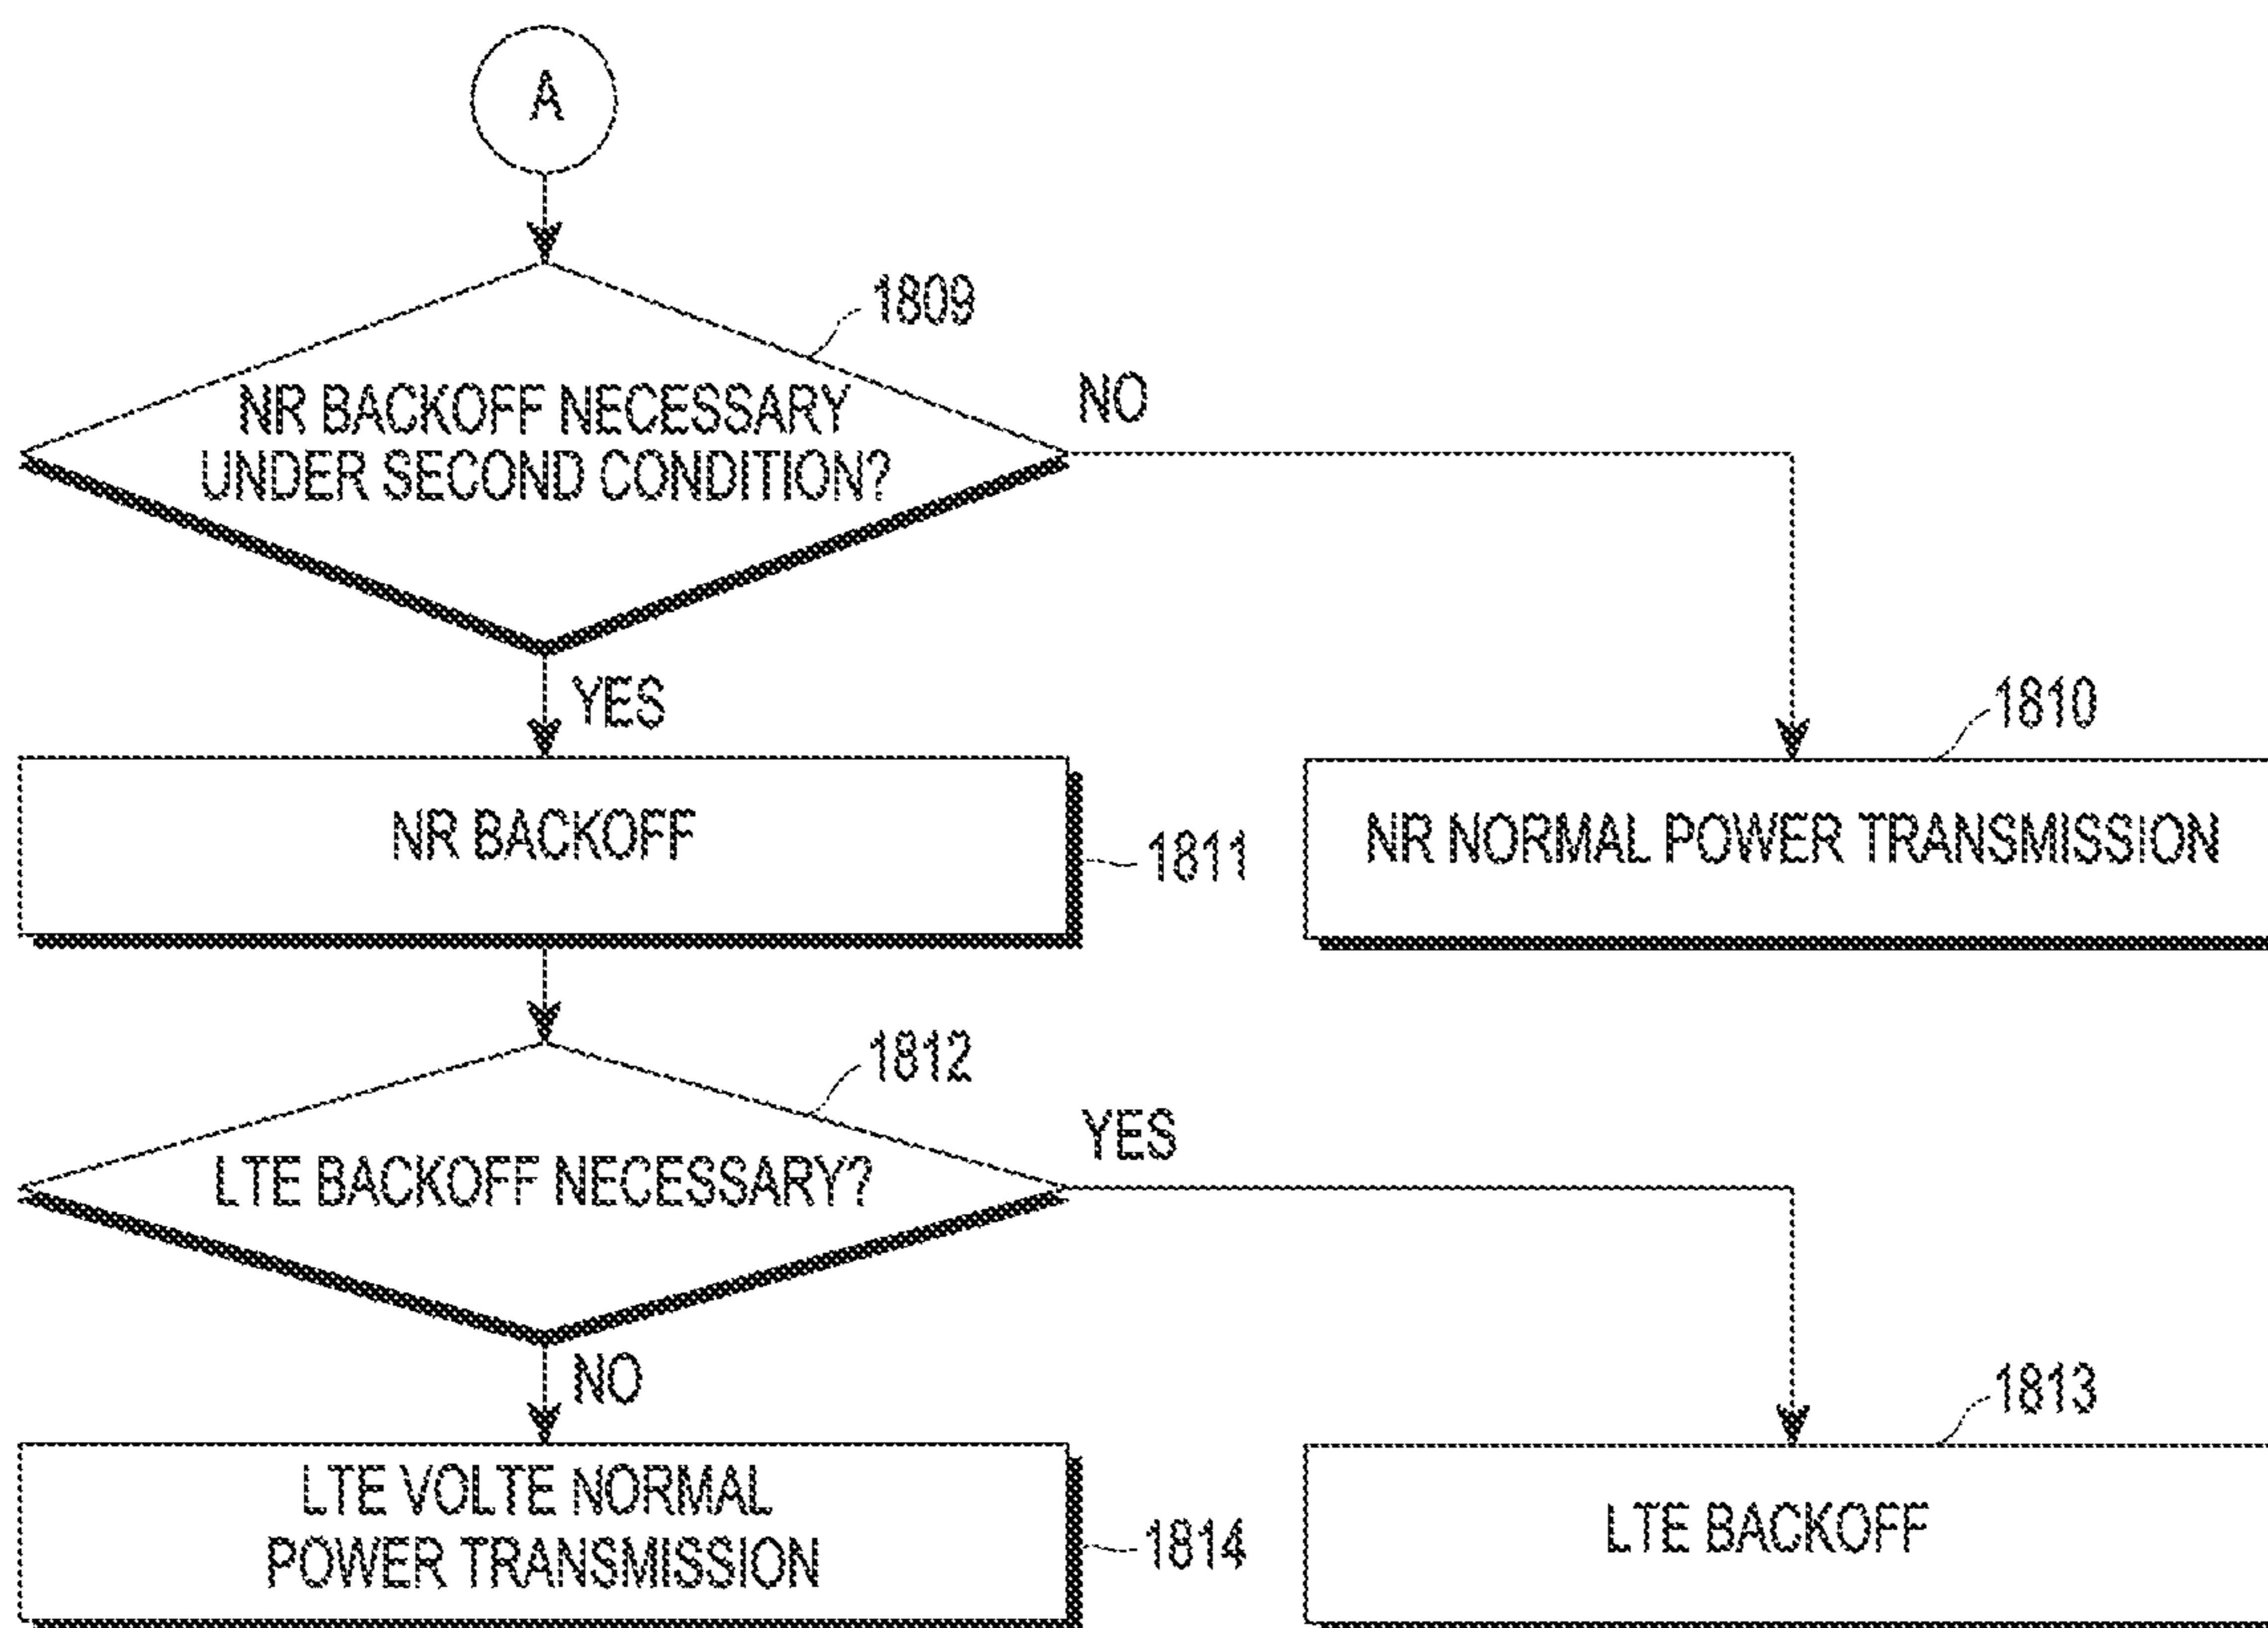 A
1809
NR BACKOFF NECESSARY
UNDER SECOND CONDITION?
NO
YES
1810
NR BACKOFF
1811
NR NORMAL POWER TRANSMISSION
1812
LTE BACKOFF NECESSARY?
YES
NO
1813
LTE VOLTE NORMAL
POWER TRANSMISSION
1814
LTE BACKOFF